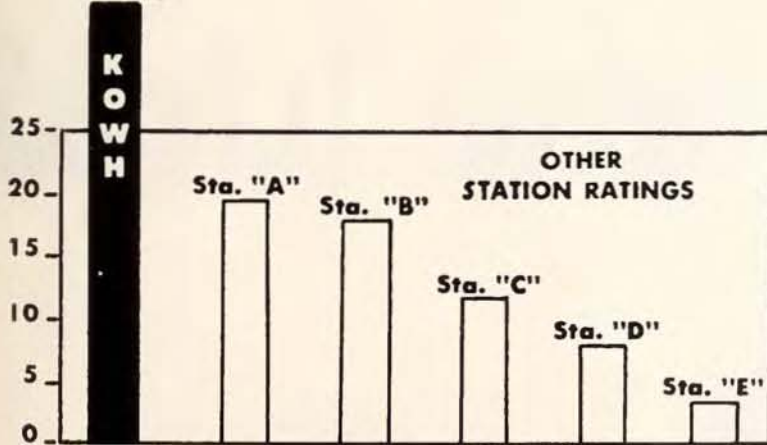 KOWH
25
20
15
10
5
0
OTHER
STATION RATINGS
Sta. "A"
Sta. "B"
Sta. "C"
Sta. "D"
Sta. "E"